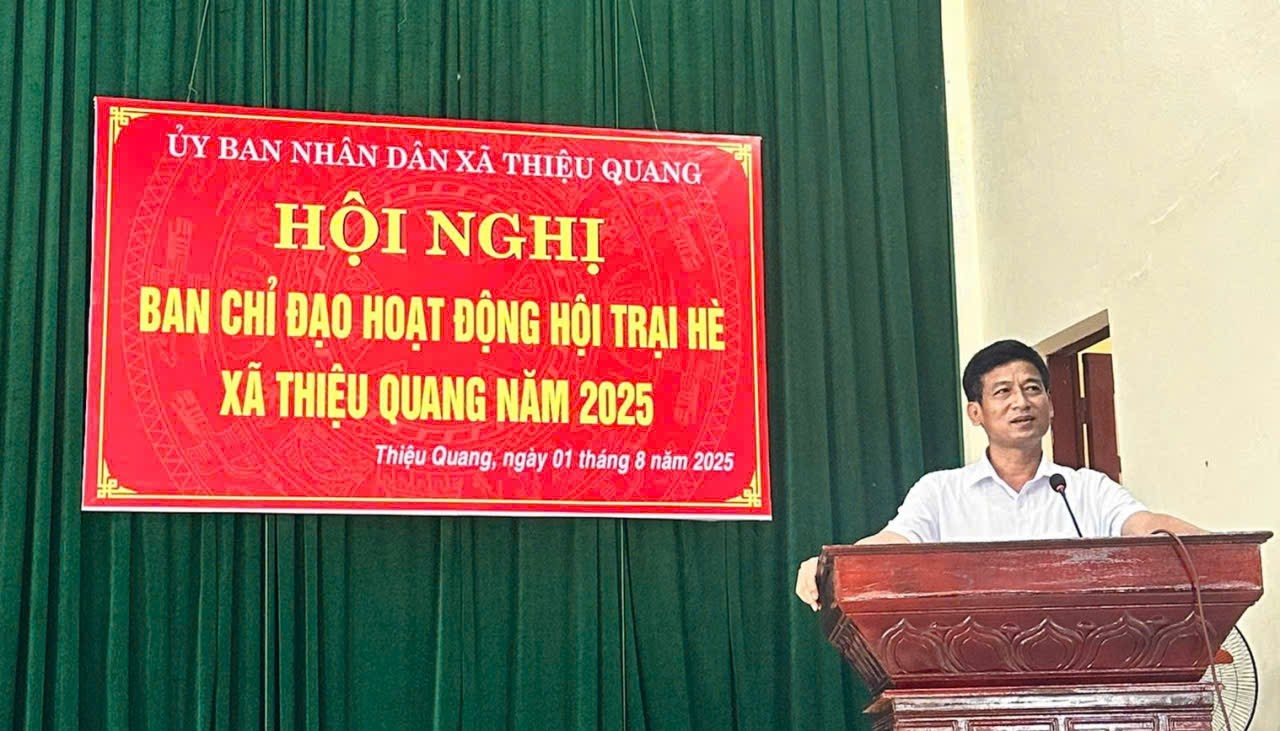 ỦY BAN NHÂN DÂN XÃ THIỆU QUANG
HỘI NGHỊ
BAN CHỈ ĐẠO HOẠT ĐỘNG HỘI TRẠI HÈ
XÃ THIỆU QUANG NĂM 2025
Thiệu Quang, ngày 01 tháng 8 năm 2025